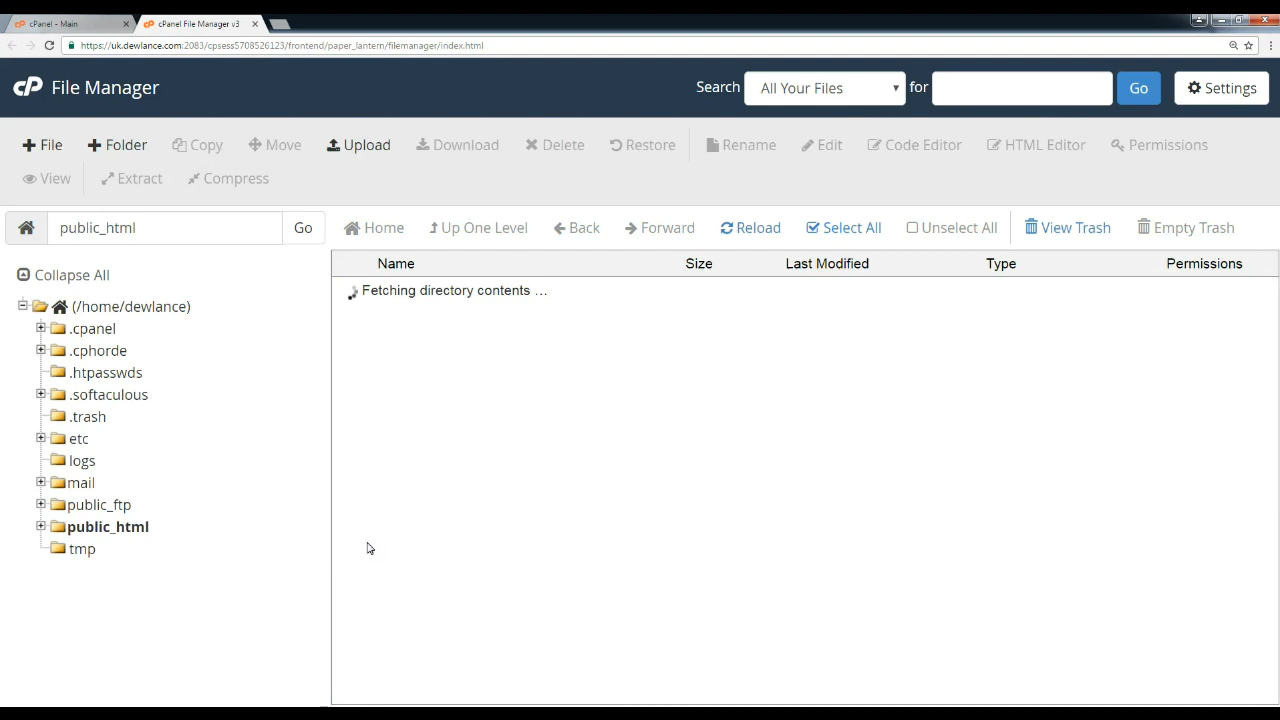 cPanel - Main
cPanel File Manager v3
https://uk.dewlance.com:2083/cpsess5708526123/frontend/paper_lantern/filemanager/index.html
cP File Manager
Search All Your Files for Go Settings
File Folder Copy Move Upload Download Delete Restore Rename Edit Code Editor HTML Editor Permissions
View Extract Compress
public_html Go Home Up One Level Back Forward Reload Select All Unselect All View Trash Empty Trash
Collapse All
Name Size Last Modified Type Permissions
Fetching directory contents ...
(/home/dewlance)
.cpanel
.cphorde
.htpasswds
.softaculous
.trash
etc
logs
mail
public_ftp
public_html
tmp